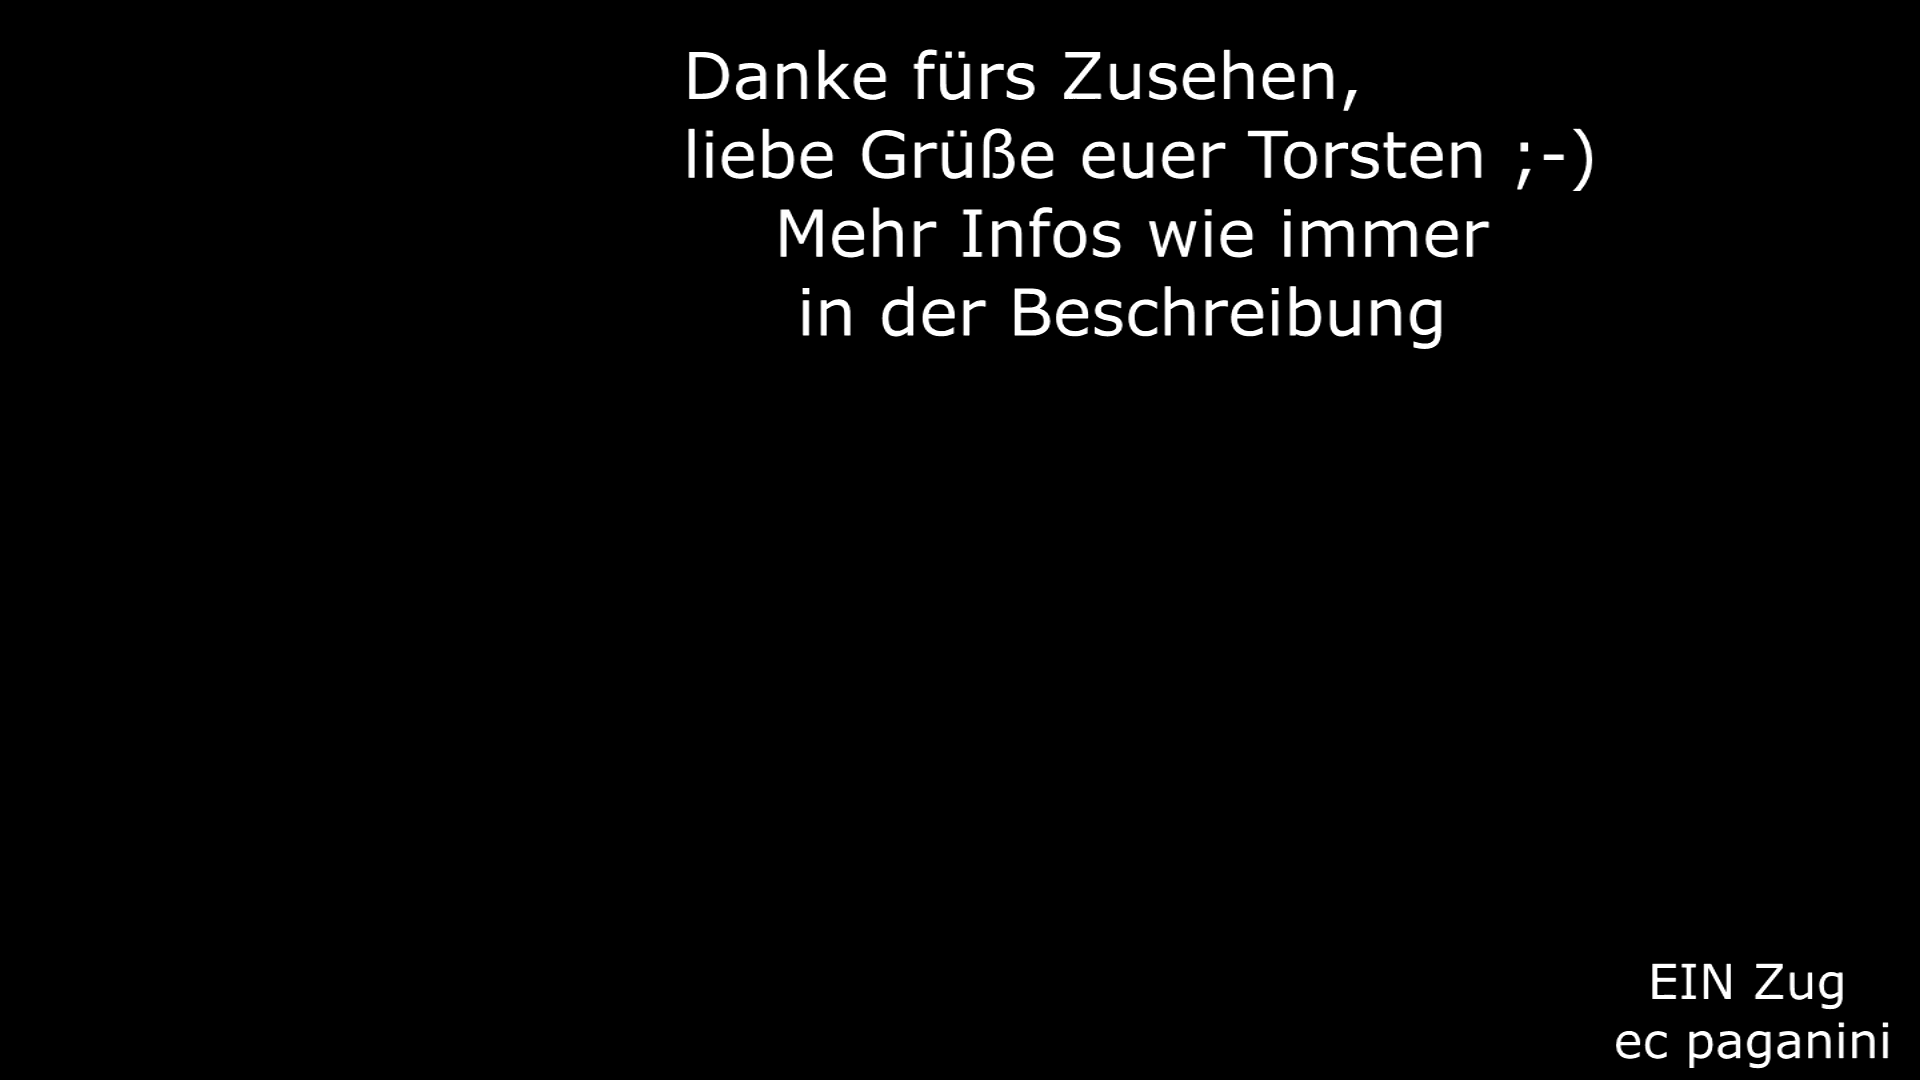 Danke fürs Zusehen,
liebe Grüße euer Torsten ;-)
Mehr Infos wie immer
in der Beschreibung
EIN Zug
ec paganini